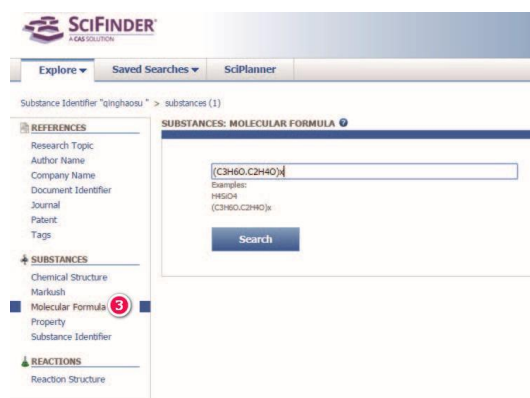 SCIFINDER®
A CAS SOLUTION
Explore Saved Searches SciPlanner
Substance Identifier "qinghaosu " > substances (1)
REFERENCES
Research Topic
Author Name
Company Name
Document Identifier
Journal
Patent
Tags
SUBSTANCES
Chemical Structure
Markush
Molecular Formula 3
Property
Substance Identifier
REACTIONS
Reaction Structure
SUBSTANCES: MOLECULAR FORMULA ?
(C3H6O.C2H4O)x
Examples:
H4SiO4
(C3H6O.C2H4O)x
Search